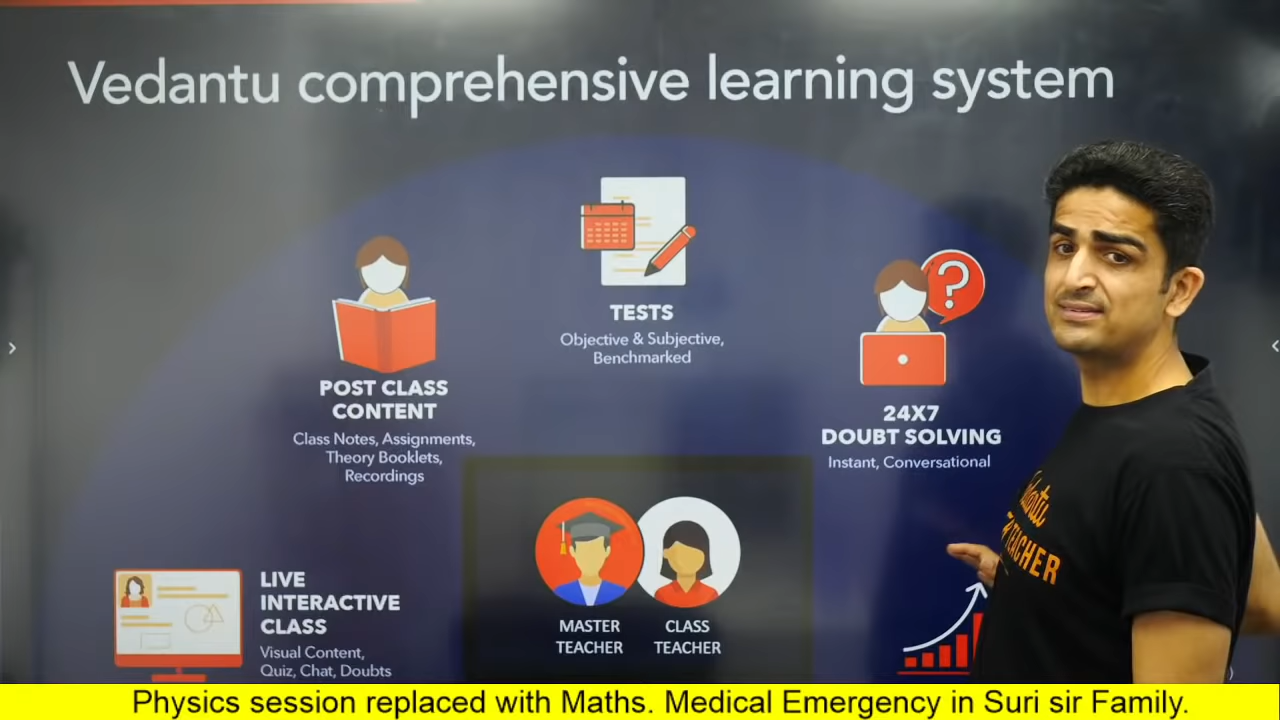 Vedantu comprehensive learning system
TESTS
Objective & Subjective,
Benchmarked
POST CLASS
CONTENT
Class Notes, Assignments,
Theory Booklets,
Recordings
?
24X7
DOUBT SOLVING
Instant, Conversational
LIVE
INTERACTIVE
CLASS
Visual Content,
Quiz, Chat, Doubts
MASTER
TEACHER
CLASS
TEACHER
TEACHER
Physics session replaced with Maths. Medical Emergency in Suri sir Family.